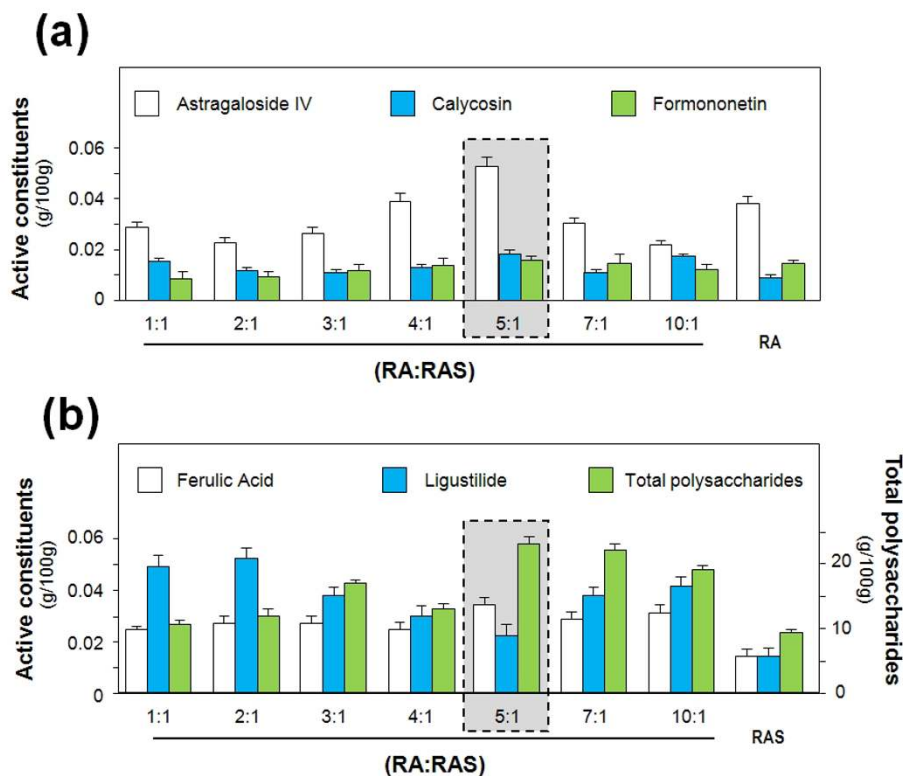 (a)
Astragaloside IV Calycosin Formononetin
Active constituents
(g/100g)
0.06
0.04
0.02
0
1:1 2:1 3:1 4:1 5:1 7:1 10:1 RA
(RA:RAS)
(b)
Ferulic Acid Ligustilide Total polysaccharides
Active constituents
(g/100g)
0.06
0.04
0.02
0
Total polysaccharides
(g/100g)
20
10
0
1:1 2:1 3:1 4:1 5:1 7:1 10:1 RAS
(RA:RAS)